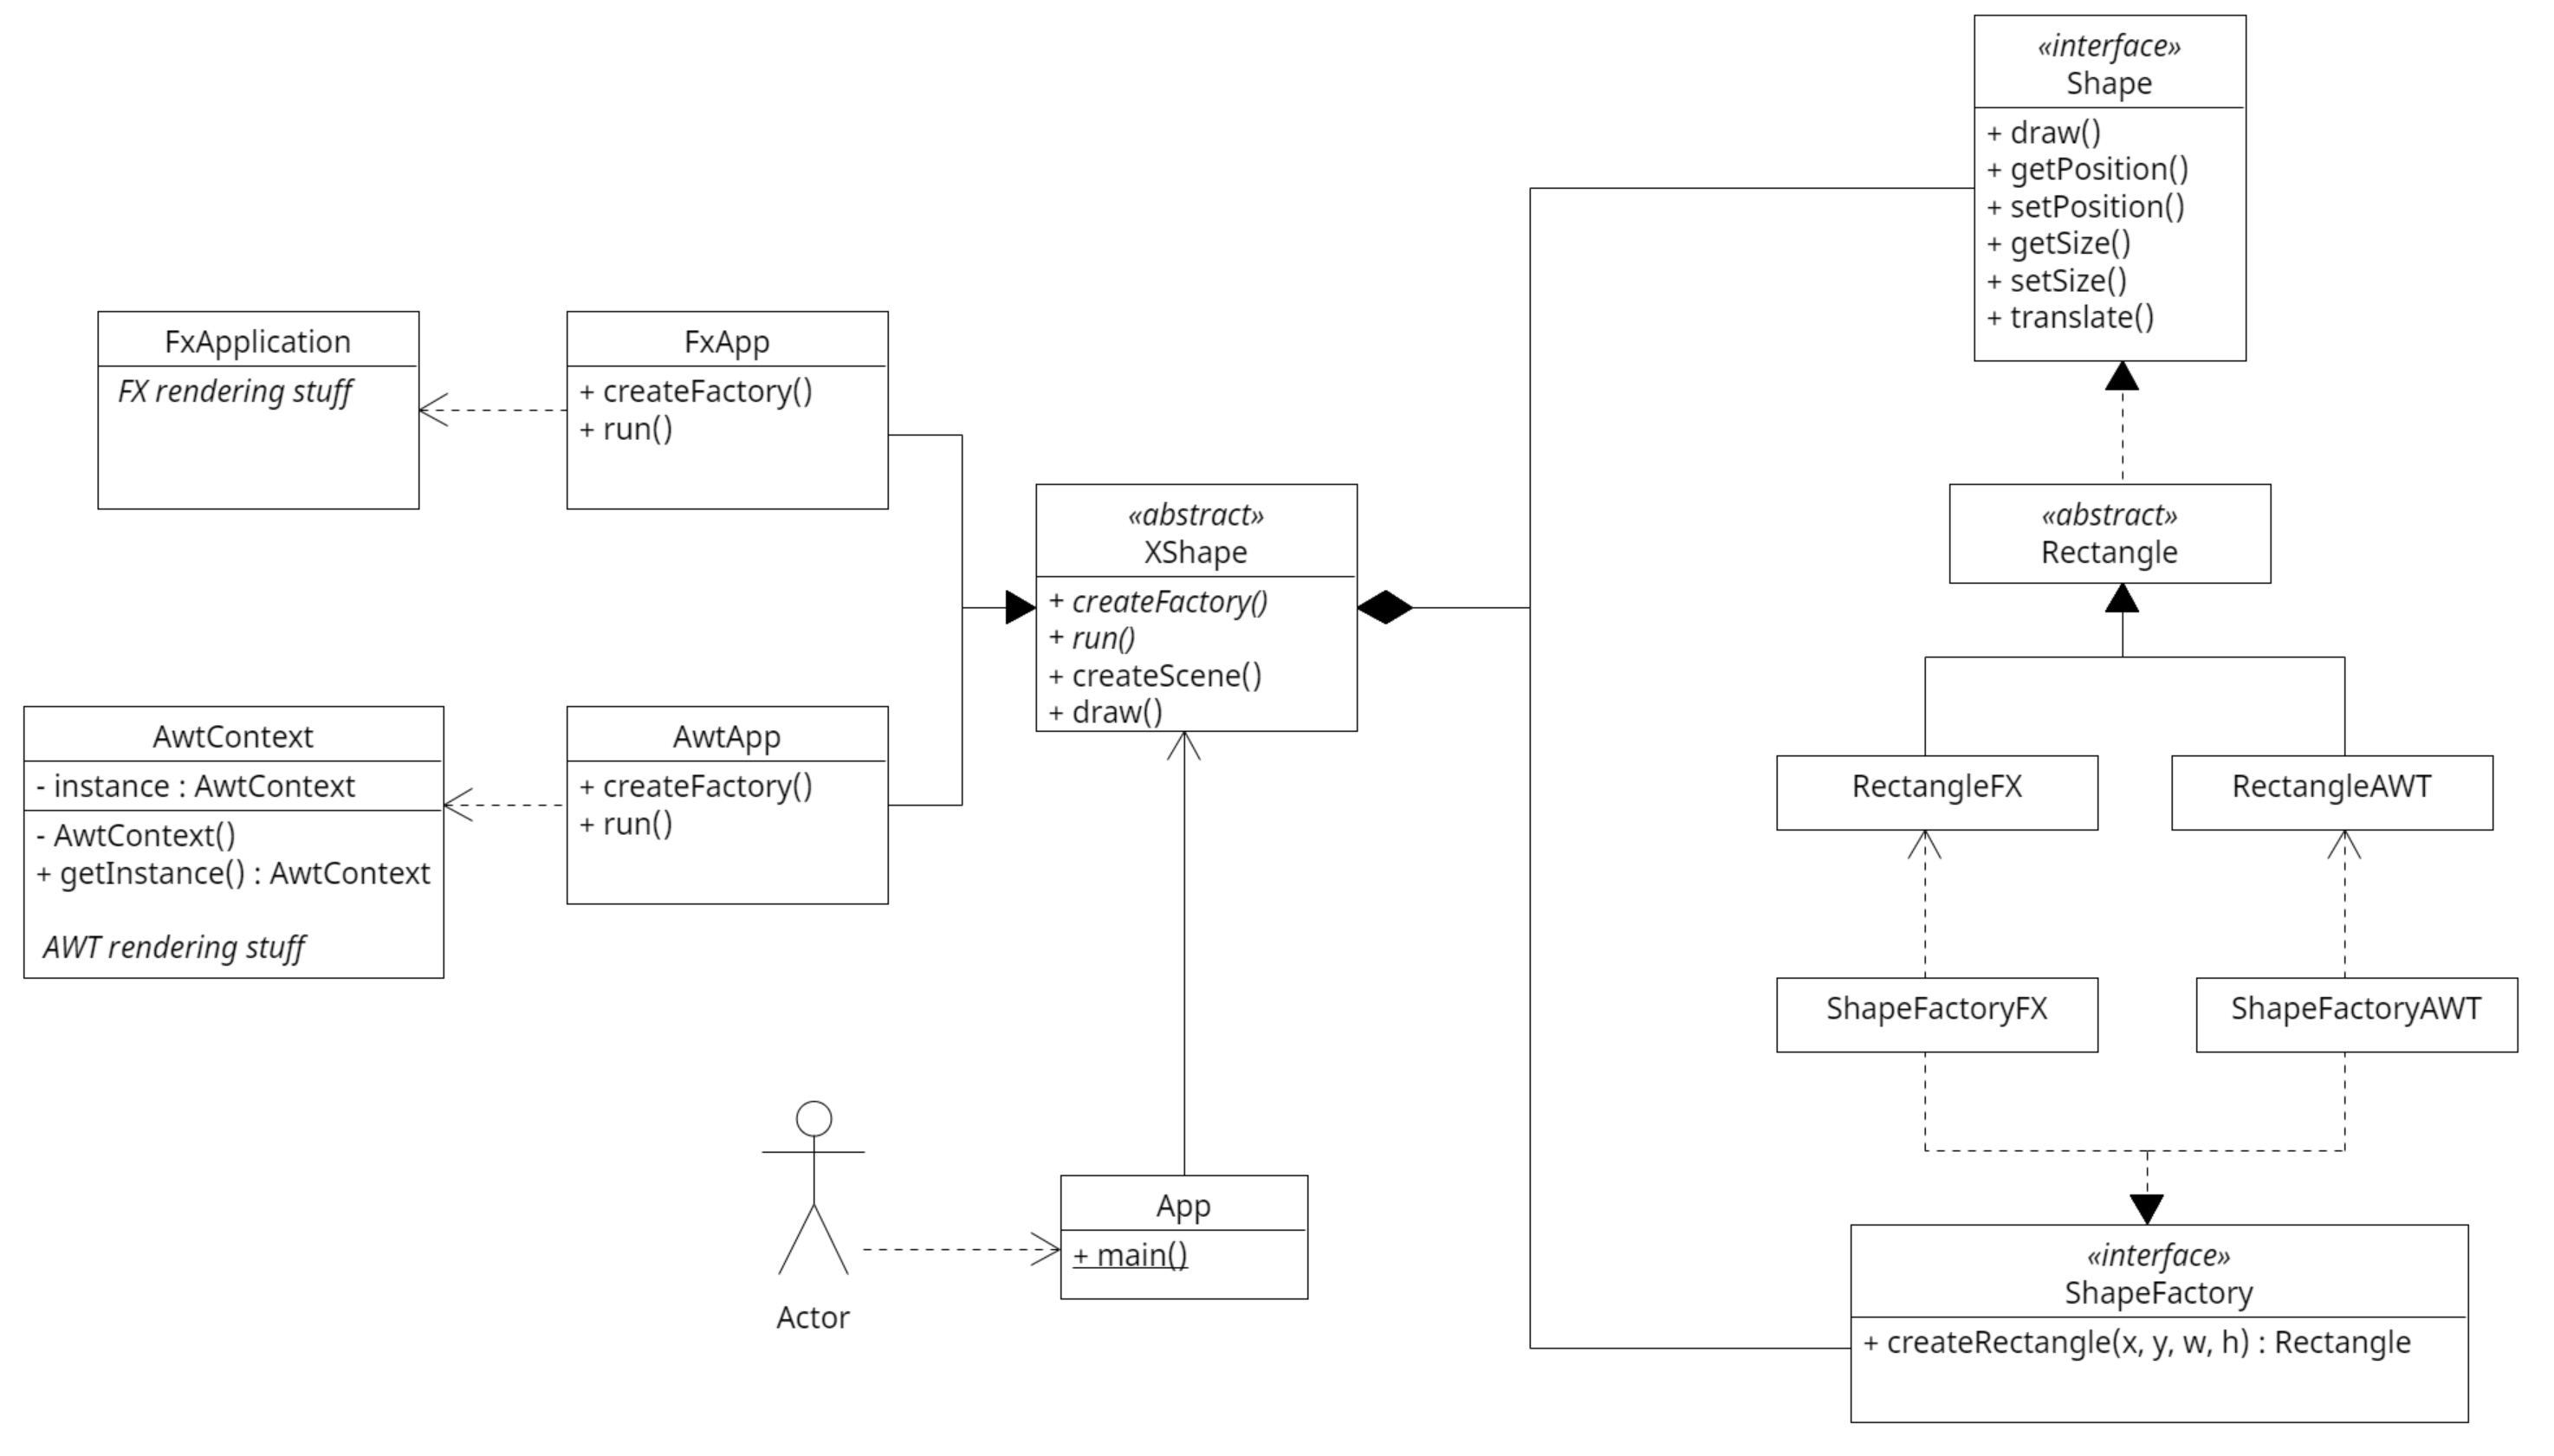 «interface»
Shape
+ draw()
+ getPosition()
+ setPosition()
+ getSize()
+ setSize()
+ translate()
FxApplication
FX rendering stuff
FxApp
+ createFactory()
+ run()
«abstract»
XShape
+ createFactory()
+ run()
+ createScene()
+ draw()
«abstract»
Rectangle
AwtContext
- instance : AwtContext
- AwtContext()
+ getInstance() : AwtContext
AWT rendering stuff
AwtApp
+ createFactory()
+ run()
RectangleFX
RectangleAWT
ShapeFactoryFX
ShapeFactoryAWT
Actor
App
+ main()
«interface»
ShapeFactory
+ createRectangle(x, y, w, h) : Rectangle